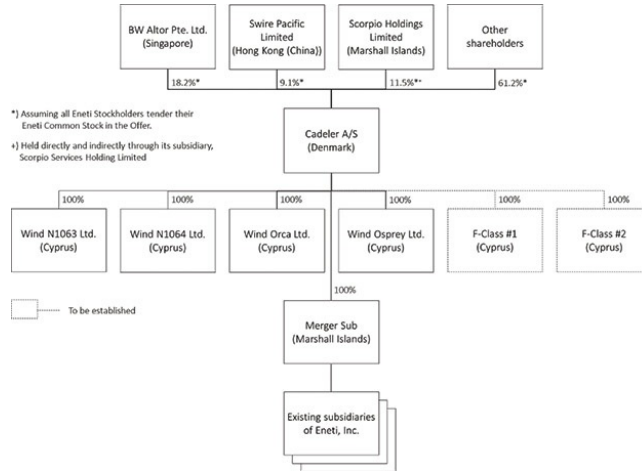 BW Altor Pte. Ltd.
(Singapore)
Swire Pacific
Limited
(Hong Kong (China))
Scorpio Holdings
Limited
(Marshall Islands)
Other
shareholders
18.2%*
9.1%*
11.5%*+
61.2%*
*) Assuming all Eneti Stockholders tender their
Eneti Common Stock in the Offer.
+) Held directly and indirectly through its subsidiary,
Scorpio Services Holding Limited
Cadeler A/S
(Denmark)
100%
100%
100%
100%
100%
100%
Wind N1063 Ltd.
(Cyprus)
Wind N1064 Ltd.
(Cyprus)
Wind Orca Ltd.
(Cyprus)
Wind Osprey Ltd.
(Cyprus)
F-Class #1
(Cyprus)
F-Class #2
(Cyprus)
100%
To be established
Merger Sub
(Marshall Islands)
Existing subsidiaries
of Eneti, Inc.